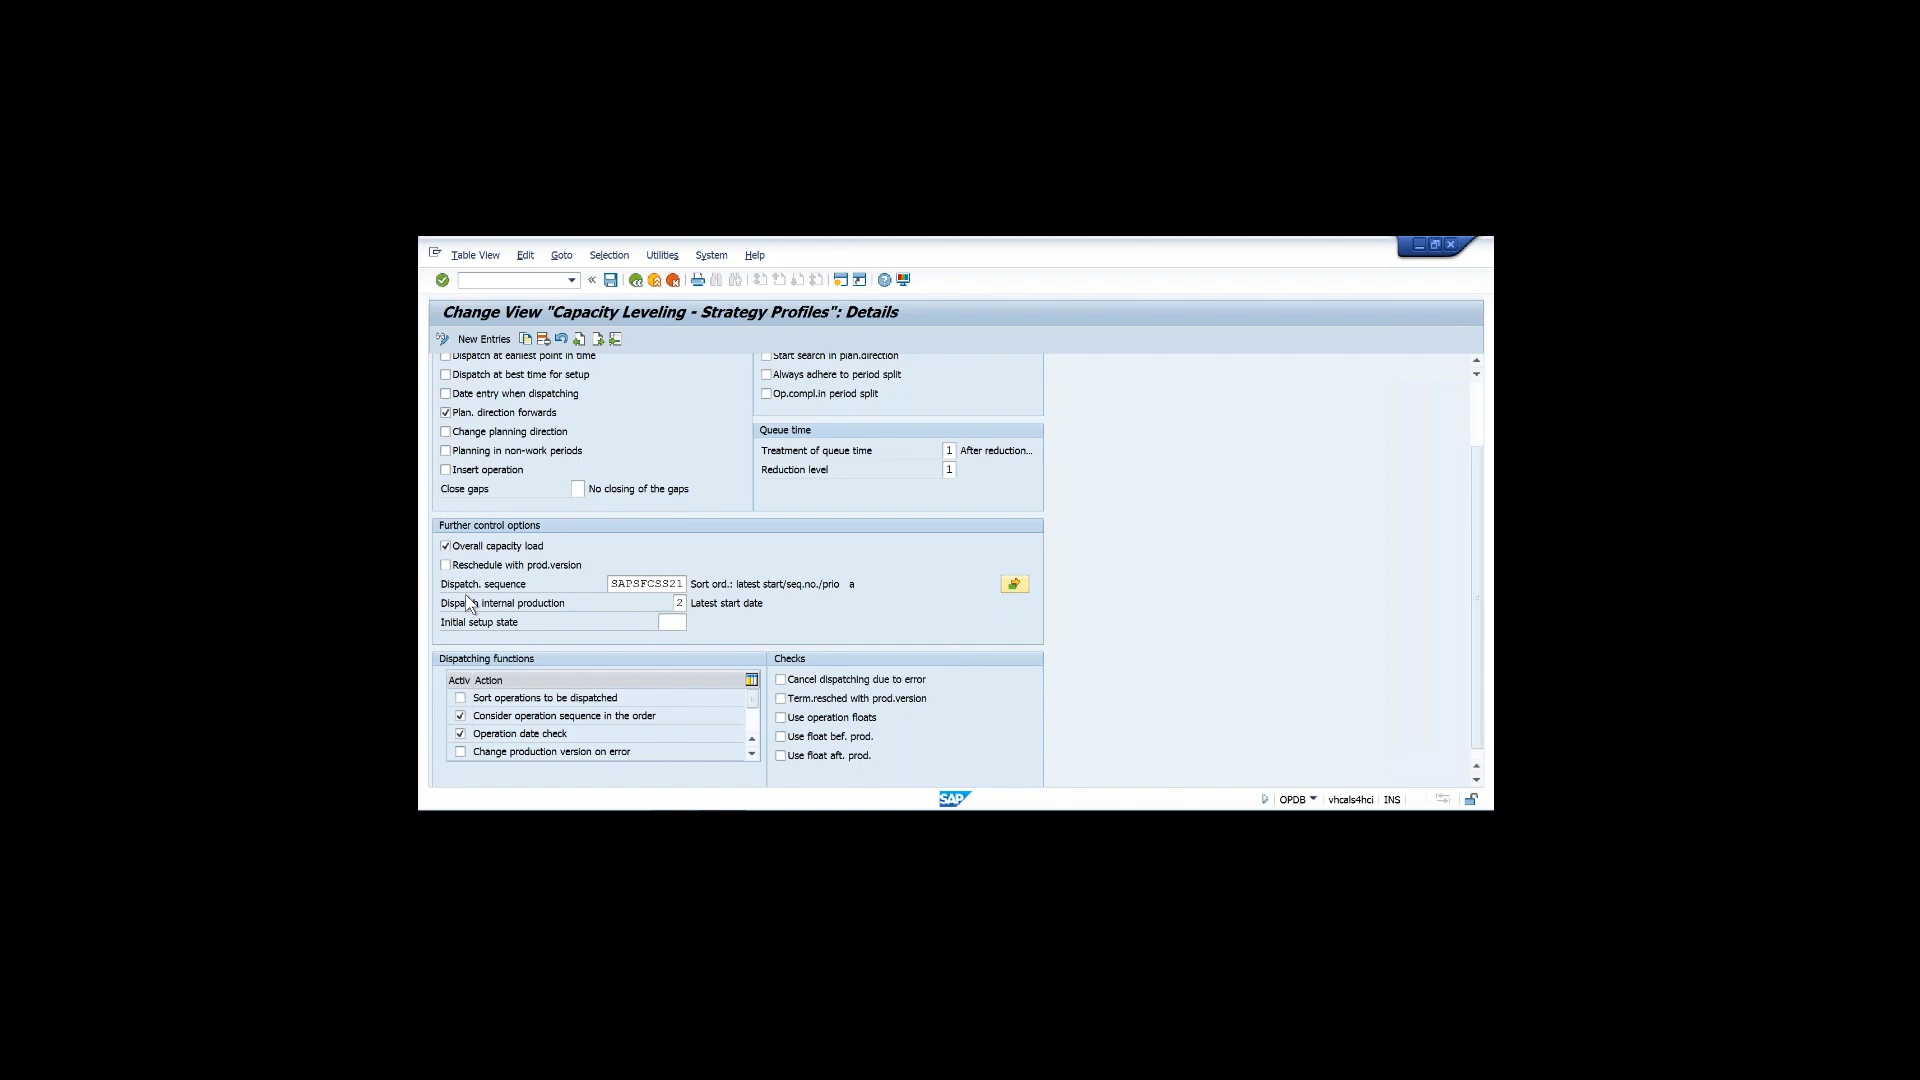 Table View Edit Goto Selection Utilities System Help
Change View "Capacity Leveling - Strategy Profiles": Details
New Entries
Dispatch at earliest point in time
Dispatch at best time for setup
Date entry when dispatching
Plan. direction forwards
Change planning direction
Planning in non-work periods
Insert operation
Close gaps No closing of the gaps
Start search in plan.direction
Always adhere to period split
Op.compl.in period split
Queue time
Treatment of queue time 1 After reduction...
Reduction level 1
Further control options
Overall capacity load
Reschedule with prod.version
Dispatch. sequence SAPSFCSS21 Sort ord.: latest start/seq.no./prio a
Dispatch internal production 2 Latest start date
Initial setup state
Dispatching functions
Activ Action
Sort operations to be dispatched
Consider operation sequence in the order
Operation date check
Change production version on error
Checks
Cancel dispatching due to error
Term.resched with prod.version
Use operation floats
Use float bef. prod.
Use float aft. prod.
SAP OPDB vhcals4hci INS